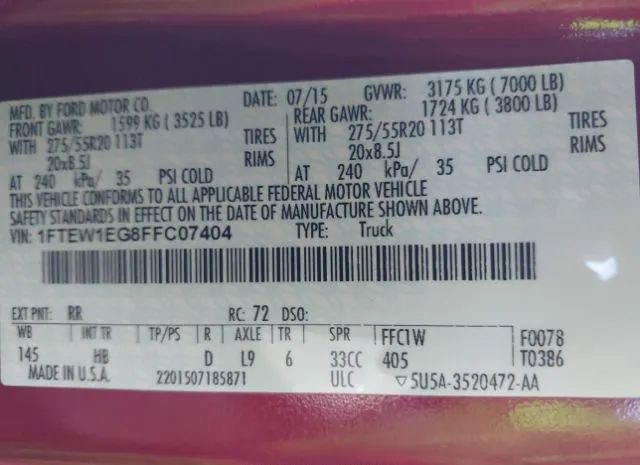 MFD. BY FORD MOTOR CO. DATE: 07/15 GVWR: 3175 KG ( 7000 LB)
FRONT GAWR: 1599 KG ( 3525 LB) REAR GAWR: 1724 KG ( 3800 LB)
WITH 275/55R20 113T TIRES WITH 275/55R20 113T TIRES
20x8.5J RIMS 20x8.5J RIMS
AT 240 kPa/ 35 PSI COLD AT 240 kPa/ 35 PSI COLD
THIS VEHICLE CONFORMS TO ALL APPLICABLE FEDERAL MOTOR VEHICLE
SAFETY STANDARDS IN EFFECT ON THE DATE OF MANUFACTURE SHOWN ABOVE.
VIN: 1FTEW1EG8FFC07404 TYPE: Truck
EXT PNT: RR RC: 72 DSO:
WB INT TR TP/PS R AXLE TR SPR FFC1W F0078
145 HB D L9 6 33CC 405 T0386
MADE IN U.S.A. 2201507185871 ULC ▽5U5A-3520472-AA